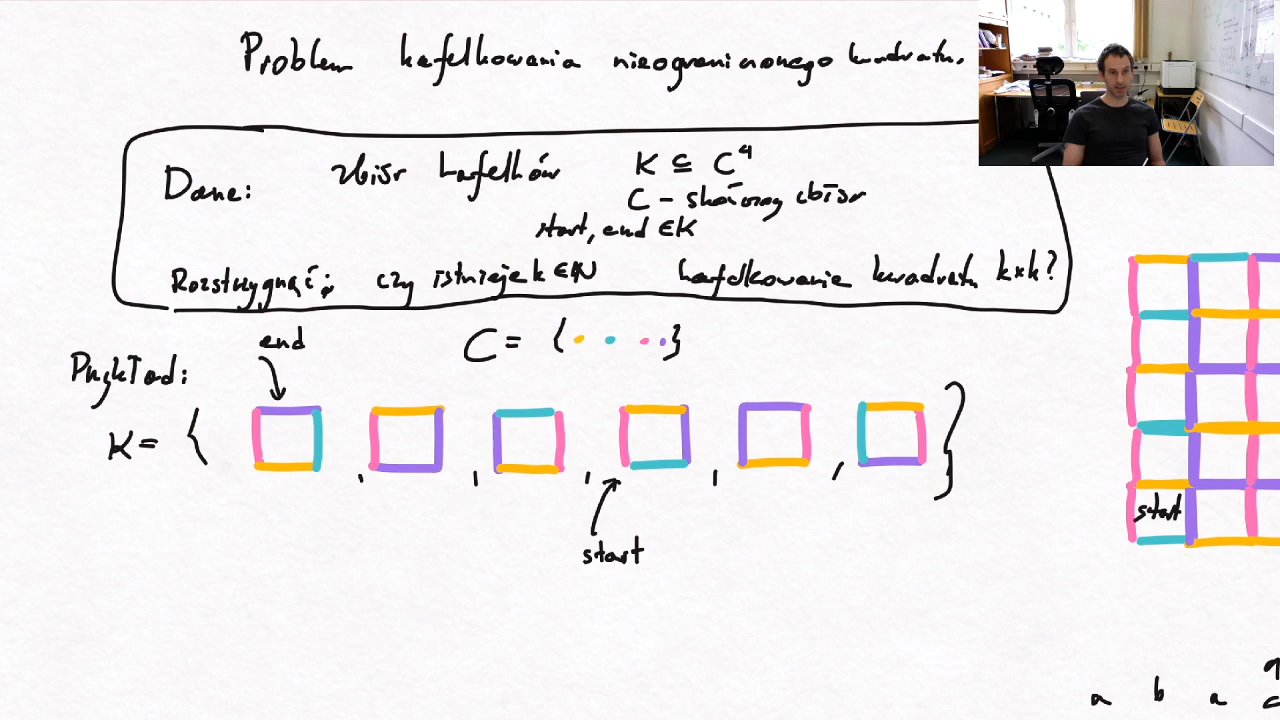 Problem kafelkowania nieograniczonego kwadratu.
Dane: zbiór kafelków K ⊆ C⁴
C - skończony zbiór
start, end ∈ K
Rozstrzygnąć: czy istnieje k ∈ ℕ kafelkowanie kwadratu k×k?
end
C = { · · · · }
Przykład:
K = { , , , , , }
start
start
a b a c